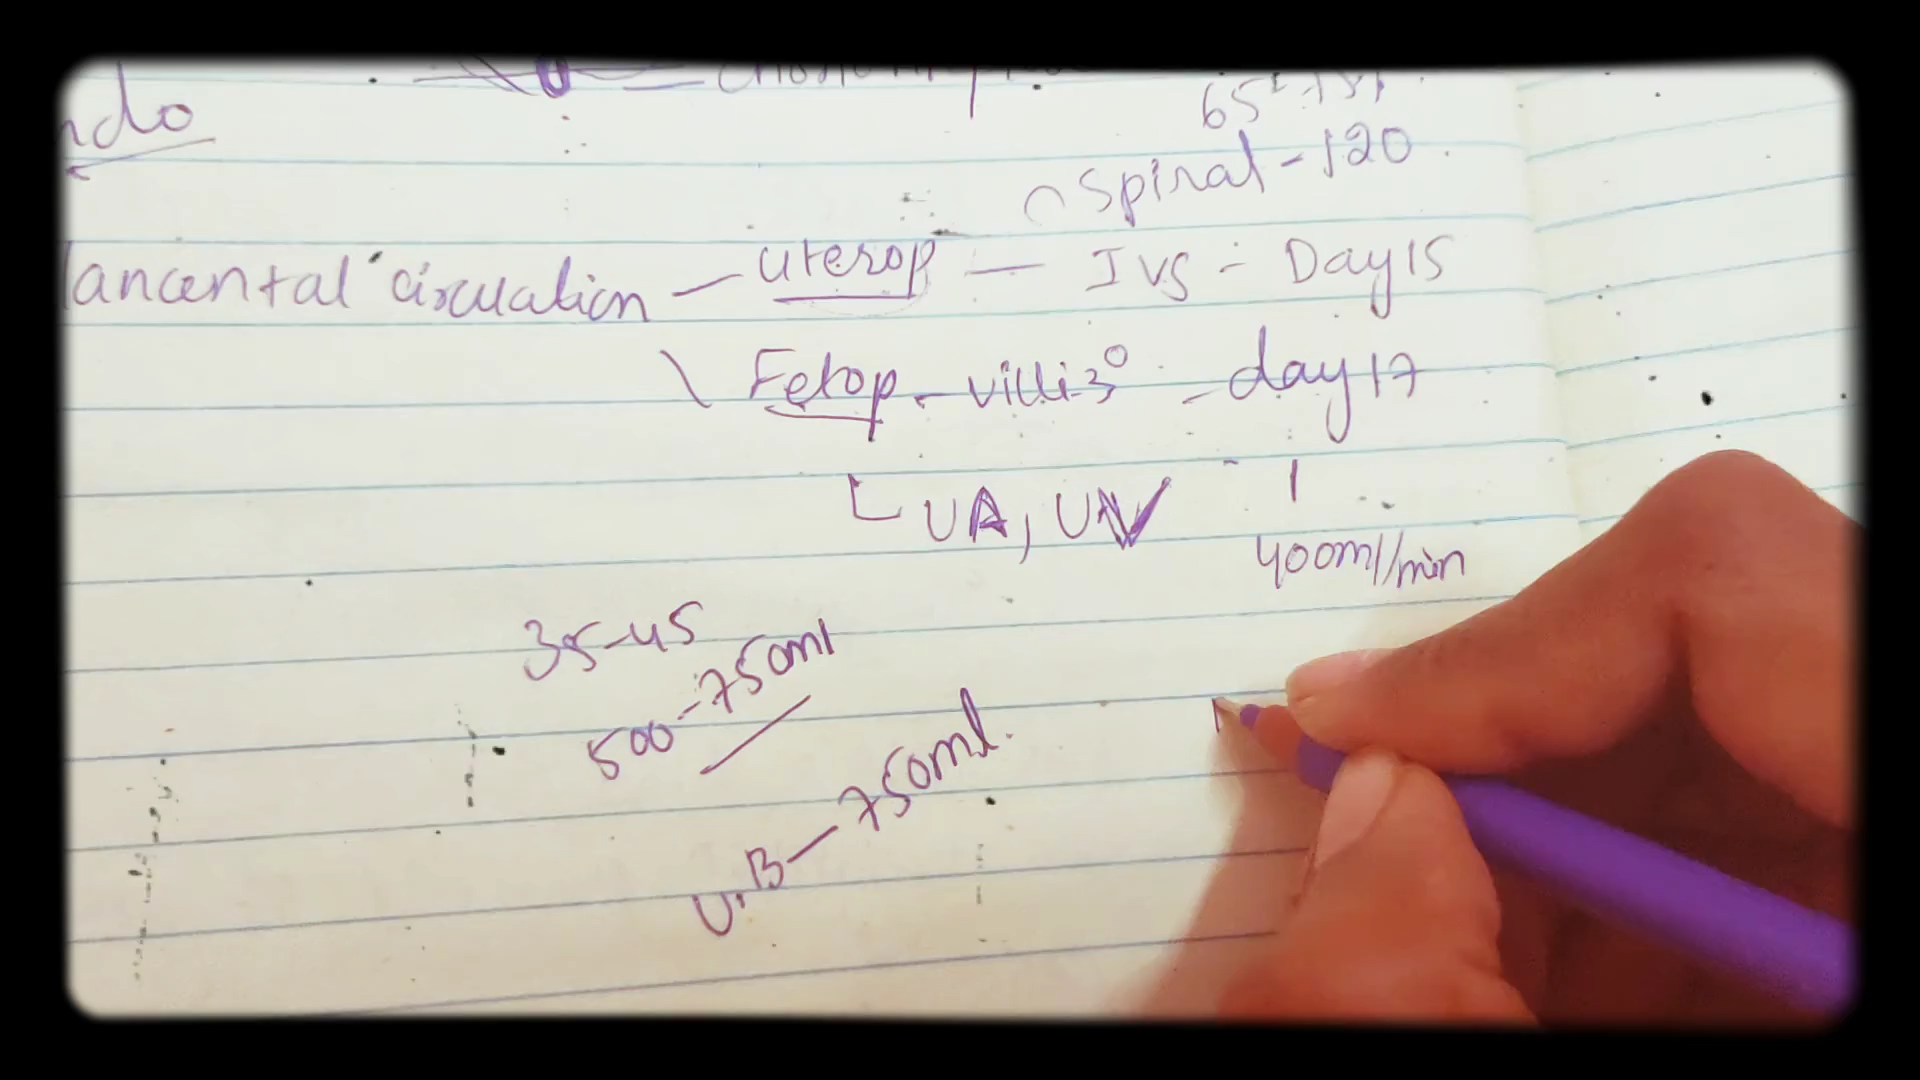 ndo
Spiral - 120
lancental circulation — uterop — IVS - Day 15
Fetop - villi 3° - day 17
UA, UV
400ml/min
35-45
500-750ml
U.B — 750ml.